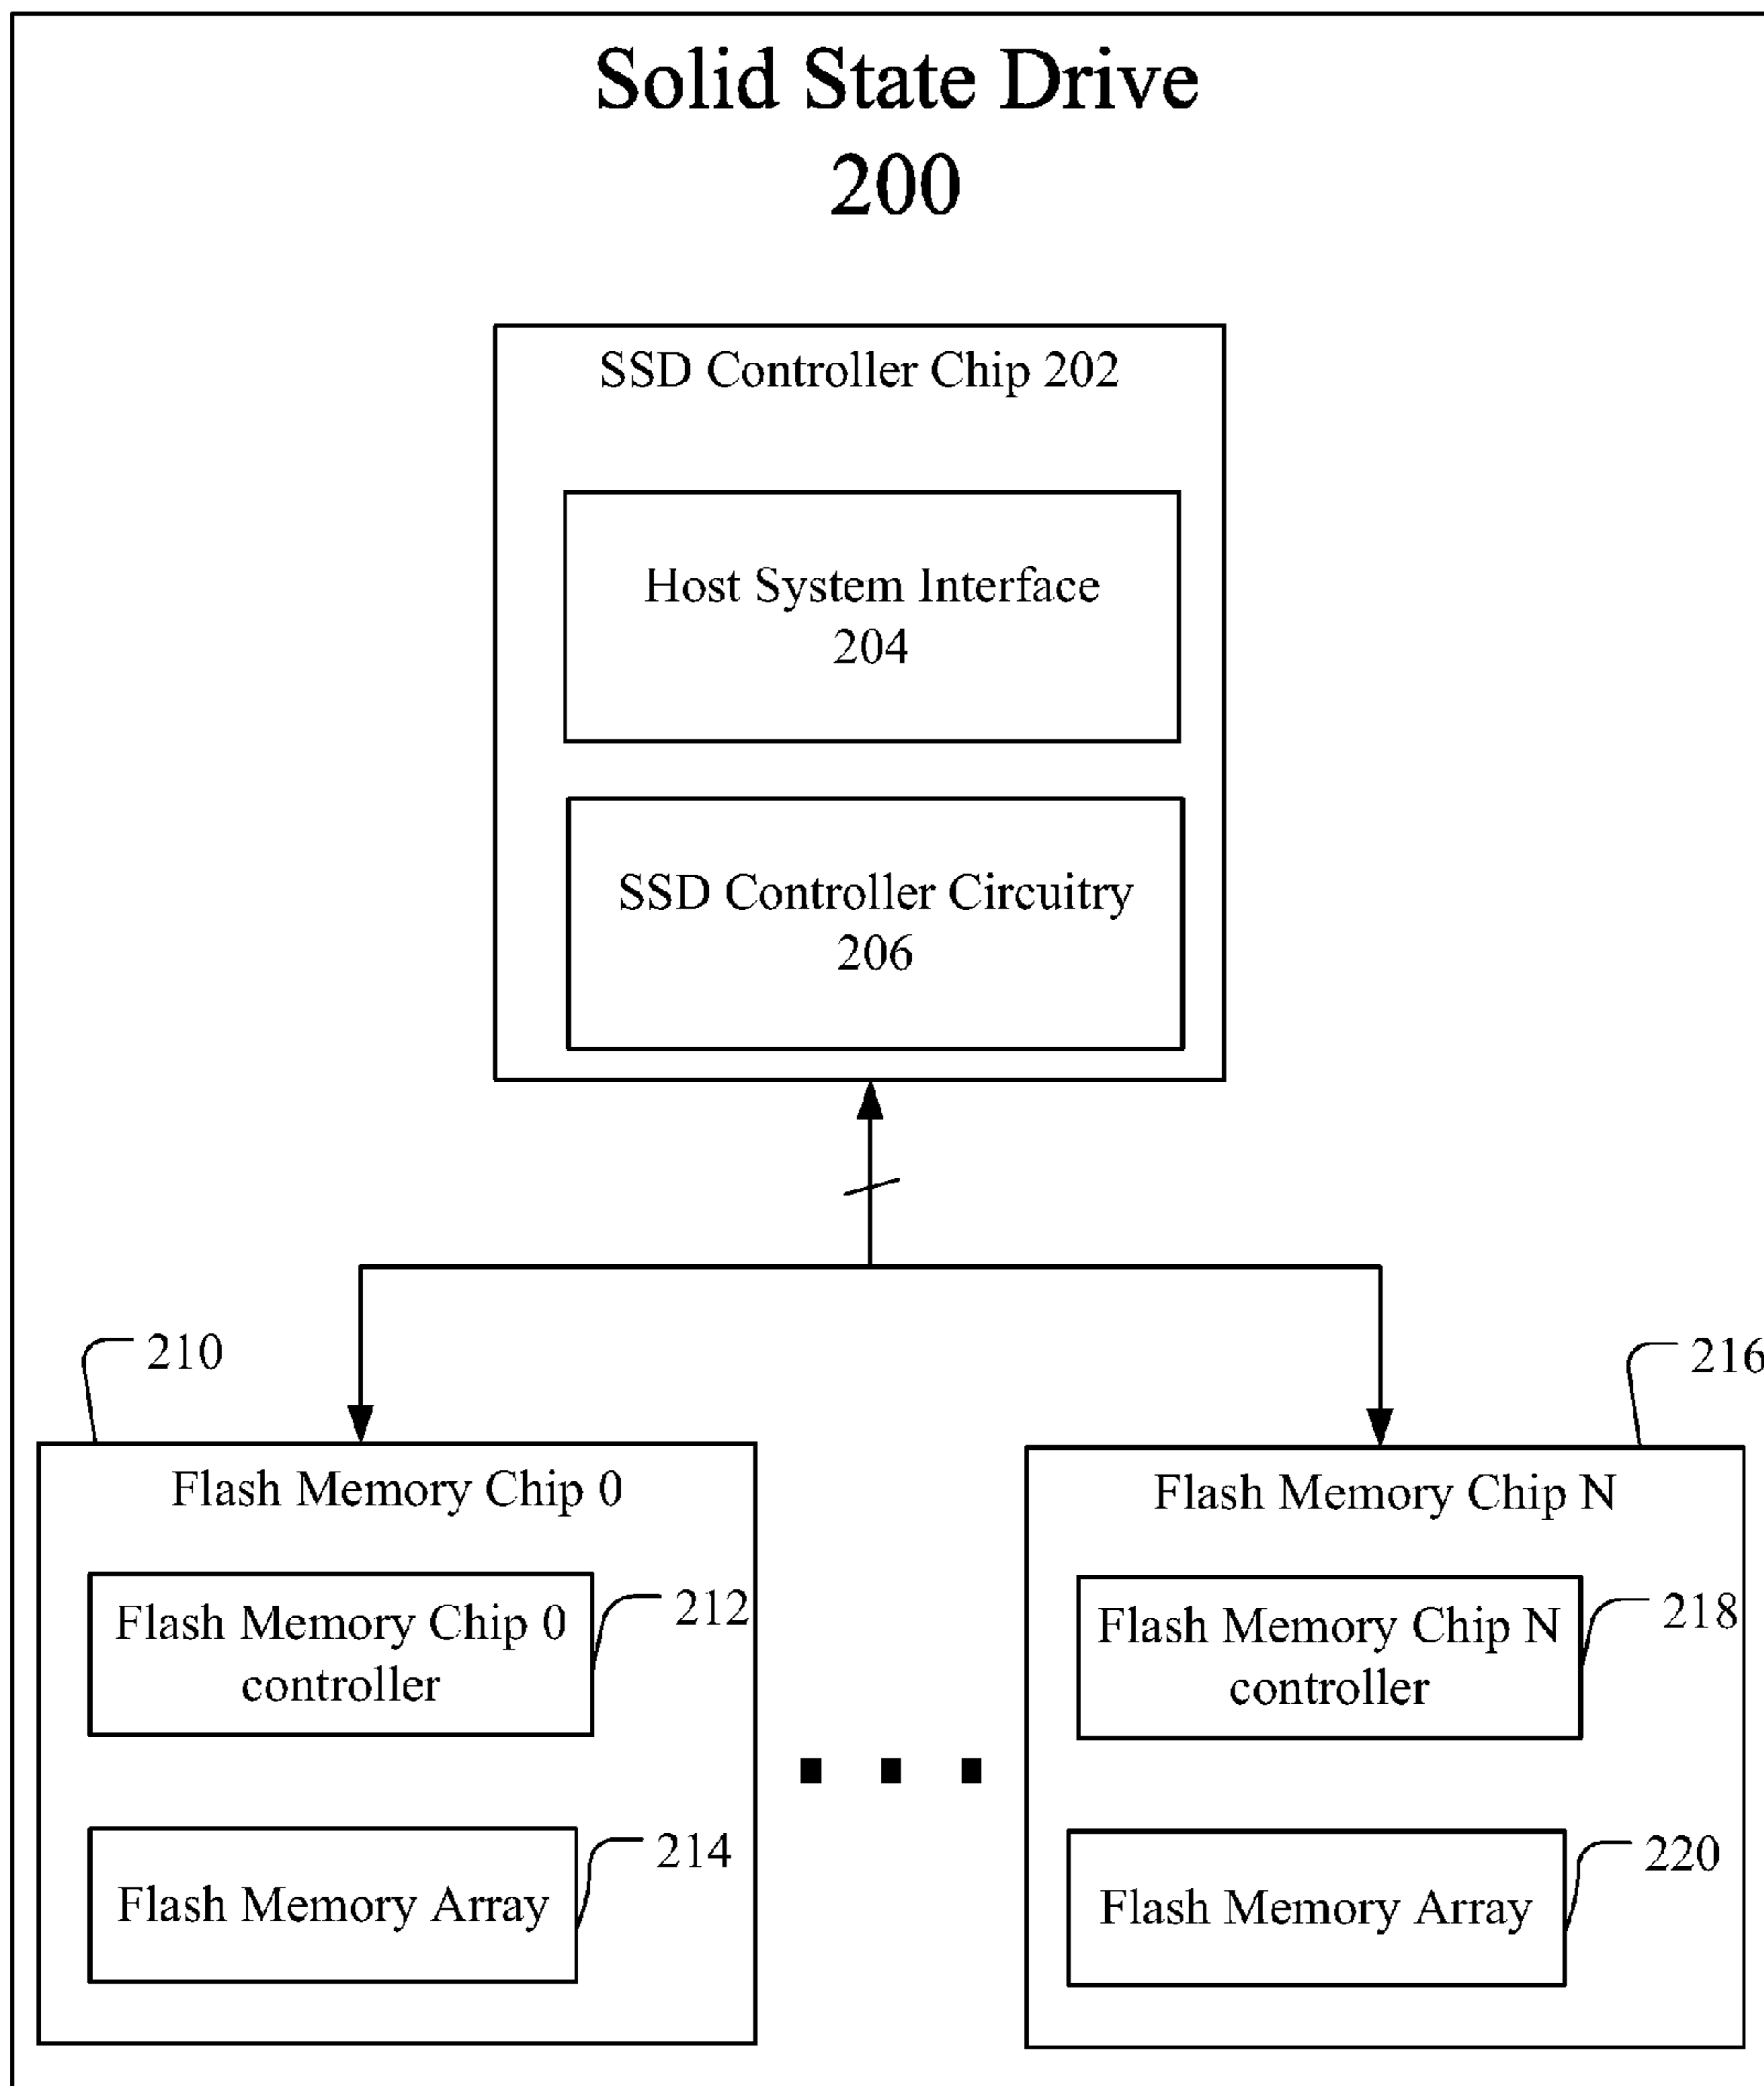 Solid State Drive
200
SSD Controller Chip 202
Host System Interface
204
SSD Controller Circuitry
206
210
216
Flash Memory Chip 0
Flash Memory Chip N
Flash Memory Chip 0
controller
212
Flash Memory Chip N
controller
218
Flash Memory Array
214
Flash Memory Array
220